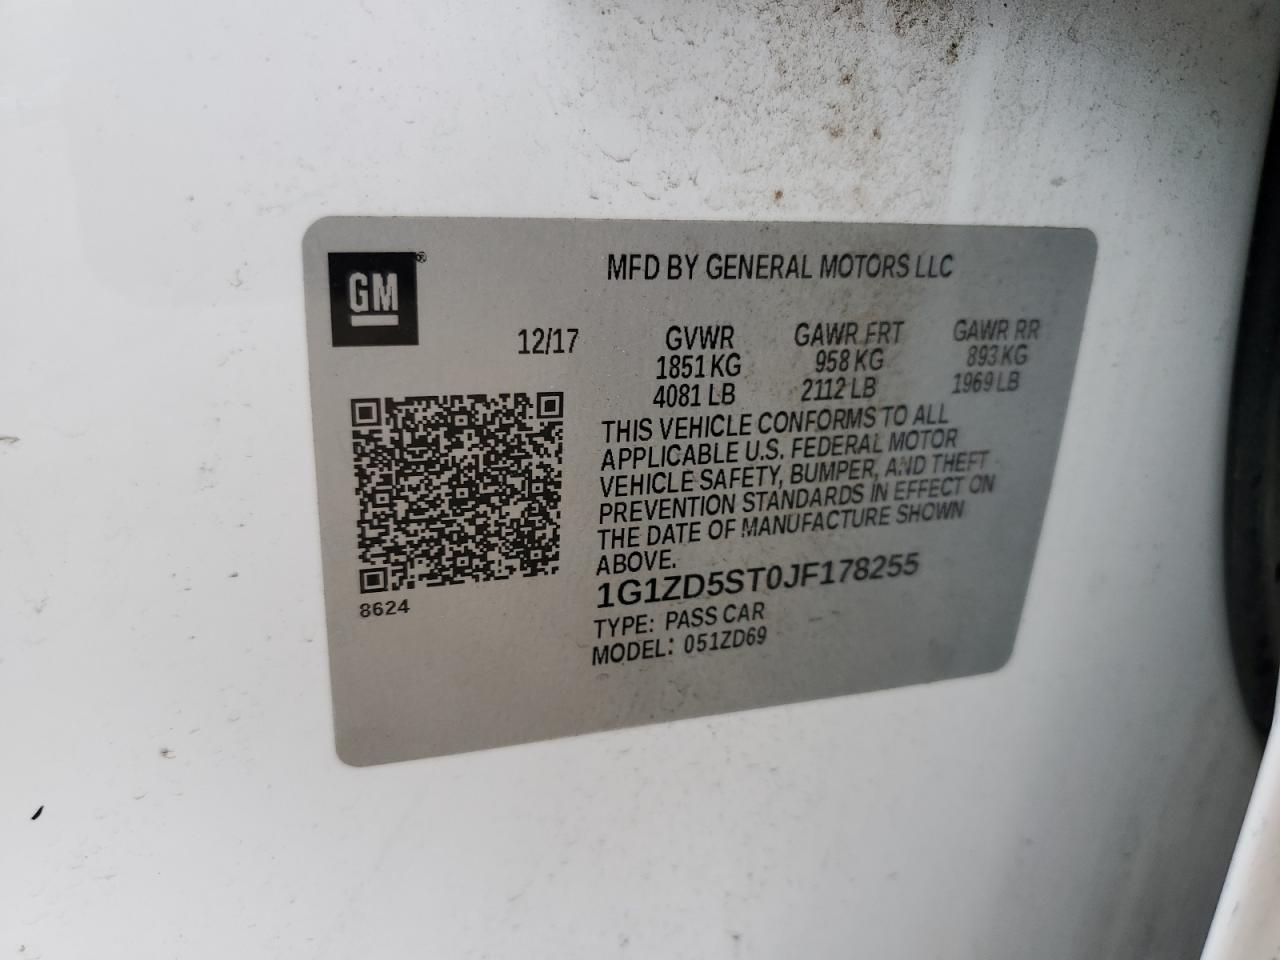 GM®
MFD BY GENERAL MOTORS LLC
12/17 GVWR GAWR FRT GAWR RR
1851 KG 958 KG 893 KG
4081 LB 2112 LB 1969 LB
THIS VEHICLE CONFORMS TO ALL
APPLICABLE U.S. FEDERAL MOTOR
VEHICLE SAFETY, BUMPER, AND THEFT
PREVENTION STANDARDS IN EFFECT ON
THE DATE OF MANUFACTURE SHOWN
ABOVE.
1G1ZD5ST0JF178255
8624
TYPE: PASS CAR
MODEL: 051ZD69